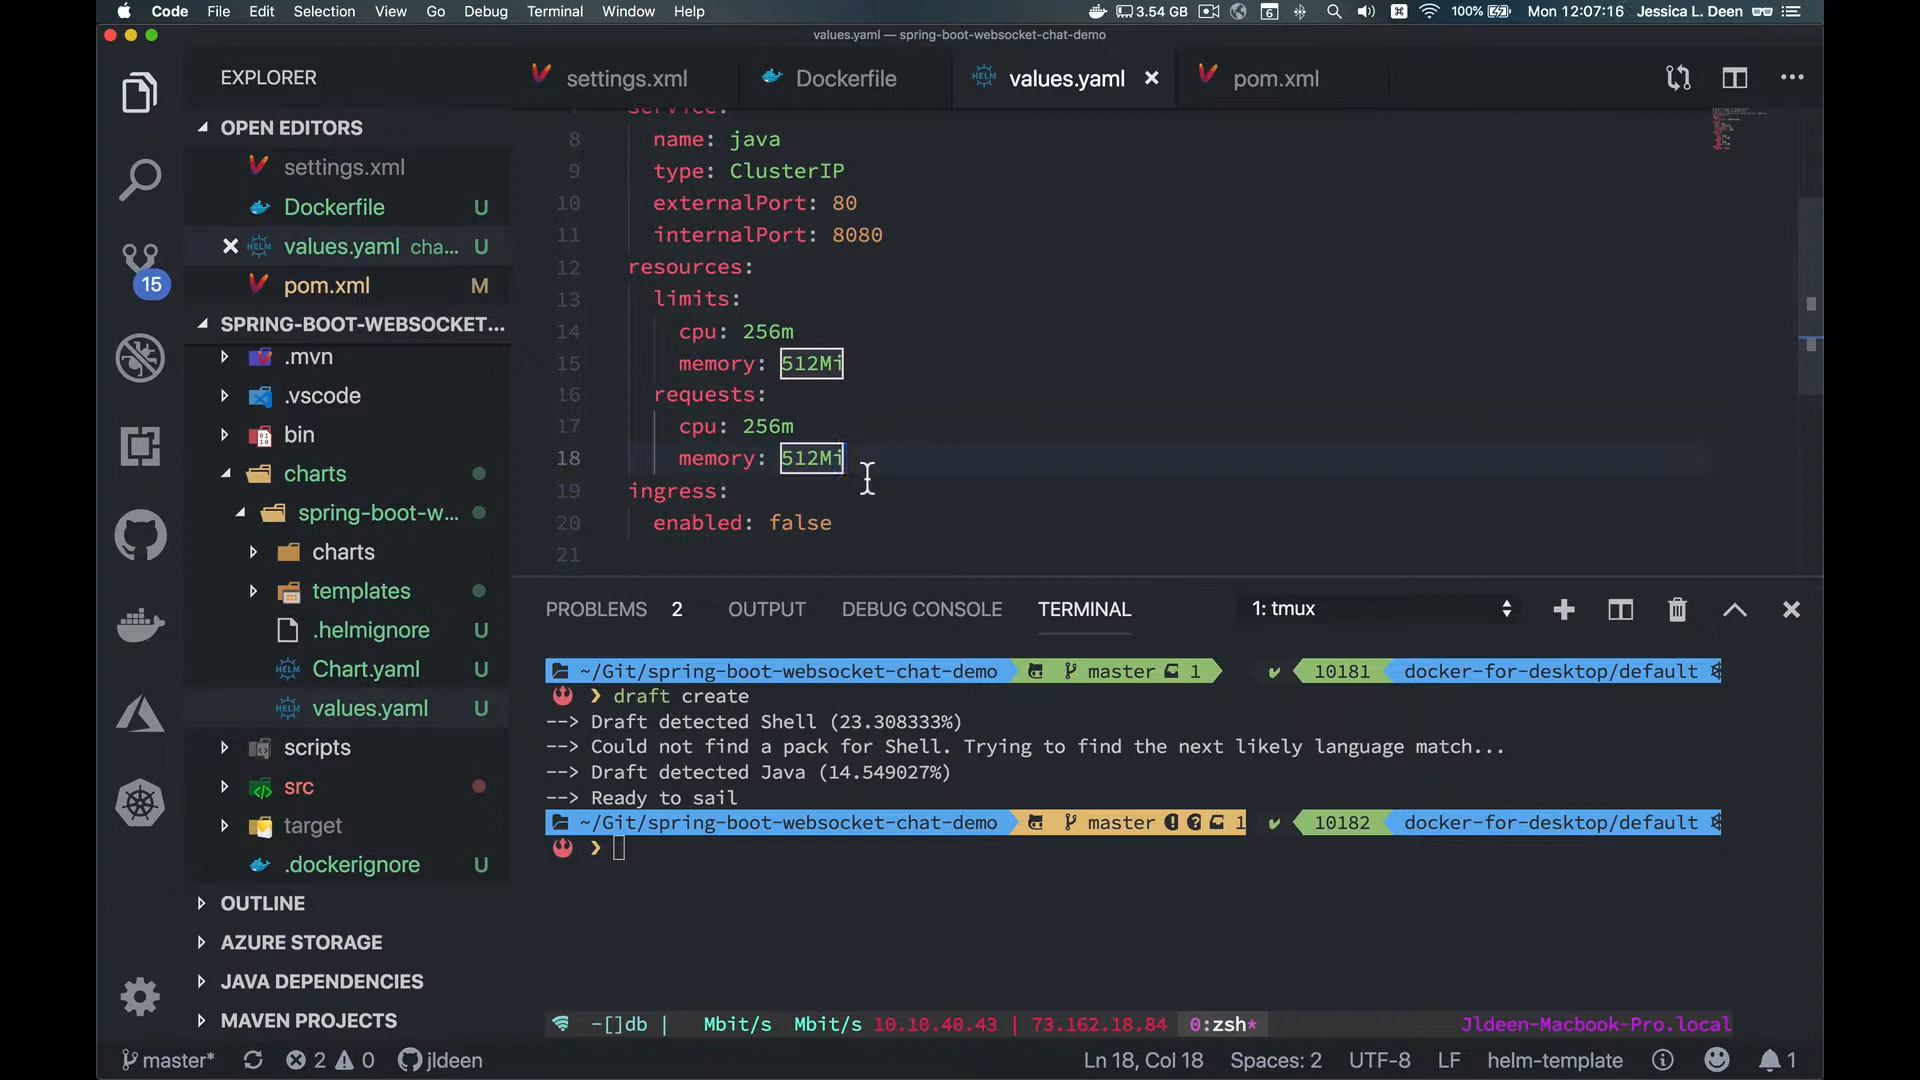 Code File Edit Selection View Go Debug Terminal Window Help 3.54 GB 6 100% Mon 12:07:16 Jessica L. Deen
values.yaml — spring-boot-websocket-chat-demo
EXPLORER
settings.xml Dockerfile values.yaml pom.xml
OPEN EDITORS
settings.xml
Dockerfile U
values.yaml cha... U
pom.xml M
15
SPRING-BOOT-WEBSOCKET...
.mvn
.vscode
bin
charts
spring-boot-w...
charts
templates
.helmignore U
Chart.yaml U
values.yaml U
scripts
src
target
.dockerignore U
OUTLINE
AZURE STORAGE
JAVA DEPENDENCIES
MAVEN PROJECTS
service:
8 name: java
9 type: ClusterIP
10 externalPort: 80
11 internalPort: 8080
12 resources:
13 limits:
14 cpu: 256m
15 memory: 512Mi
16 requests:
17 cpu: 256m
18 memory: 512Mi
19 ingress:
20 enabled: false
21
PROBLEMS 2 OUTPUT DEBUG CONSOLE TERMINAL 1: tmux
~/Git/spring-boot-websocket-chat-demo master 1 ✔ 10181 docker-for-desktop/default
❯ draft create
--> Draft detected Shell (23.308333%)
--> Could not find a pack for Shell. Trying to find the next likely language match...
--> Draft detected Java (14.549027%)
--> Ready to sail
~/Git/spring-boot-websocket-chat-demo master 1 ✔ 10182 docker-for-desktop/default
❯
-[]db | Mbit/s Mbit/s 10.10.40.43 | 73.162.18.84 0:zsh* Jldeen-Macbook-Pro.local
master* 2 0 jldeen Ln 18, Col 18 Spaces: 2 UTF-8 LF helm-template 1